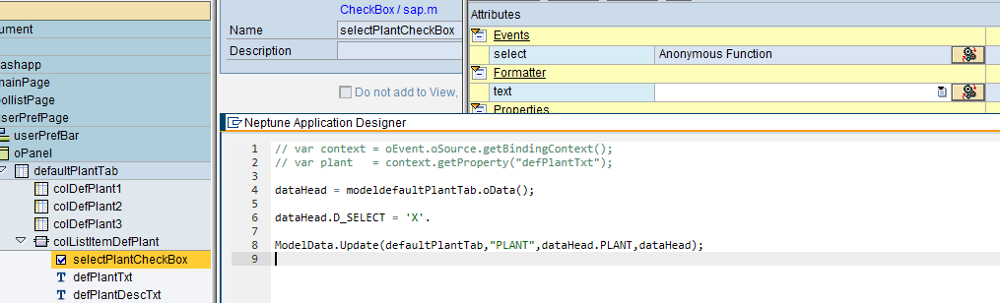 ument
ashapp
mainPage
pollistPage
userPrefPage
userPrefBar
oPanel
defaultPlantTab
colDefPlant1
colDefPlant2
colDefPlant3
colListItemDefPlant
selectPlantCheckBox
defPlantTxt
defPlantDescTxt
CheckBox / sap.m
Name selectPlantCheckBox
Description
Do not add to View,
Attributes
Events
select Anonymous Function
Formatter
text
Properties
Neptune Application Designer
1 // var context = oEvent.oSource.getBindingContext();
2 // var plant   = context.getProperty("defPlantTxt");
3
4 dataHead = modeldefaultPlantTab.oData();
5
6 dataHead.D_SELECT = 'X'.
7
8 ModelData.Update(defaultPlantTab,"PLANT",dataHead.PLANT,dataHead);
9